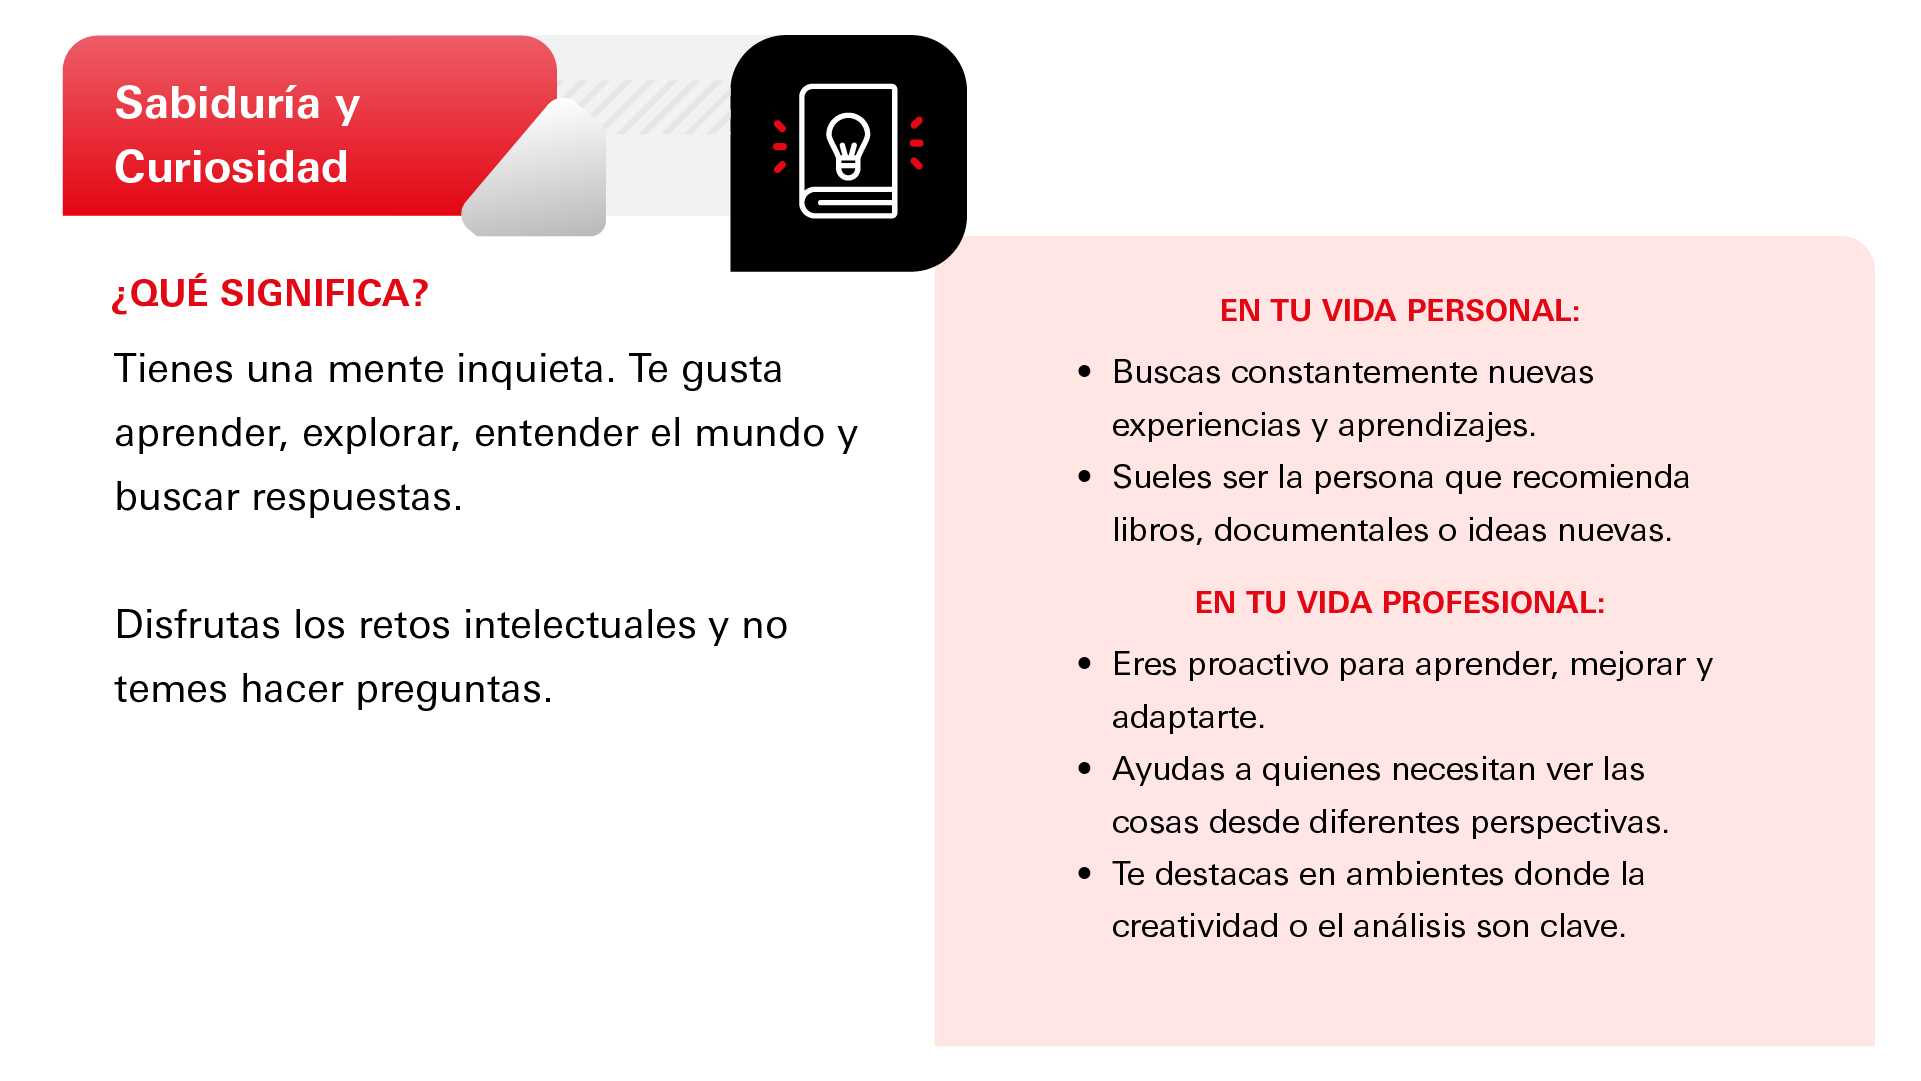 Sabiduría y
Curiosidad
¿QUÉ SIGNIFICA?
Tienes una mente inquieta. Te gusta
aprender, explorar, entender el mundo y
buscar respuestas.
Disfrutas los retos intelectuales y no
temes hacer preguntas.
EN TU VIDA PERSONAL:
• Buscas constantemente nuevas
experiencias y aprendizajes.
• Sueles ser la persona que recomienda
libros, documentales o ideas nuevas.
EN TU VIDA PROFESIONAL:
• Eres proactivo para aprender, mejorar y
adaptarte.
• Ayudas a quienes necesitan ver las
cosas desde diferentes perspectivas.
• Te destacas en ambientes donde la
creatividad o el análisis son clave.